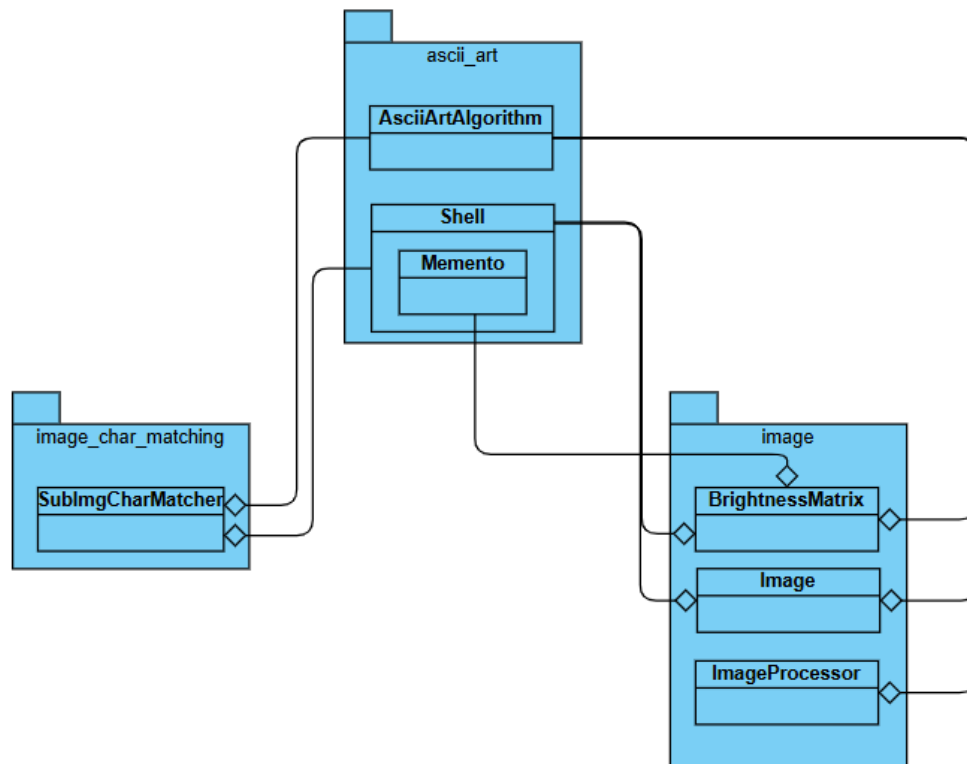 ascii_art
AsciiArtAlgorithm
Shell
Memento
image_char_matching
SubImgCharMatcher
image
BrightnessMatrix
Image
ImageProcessor